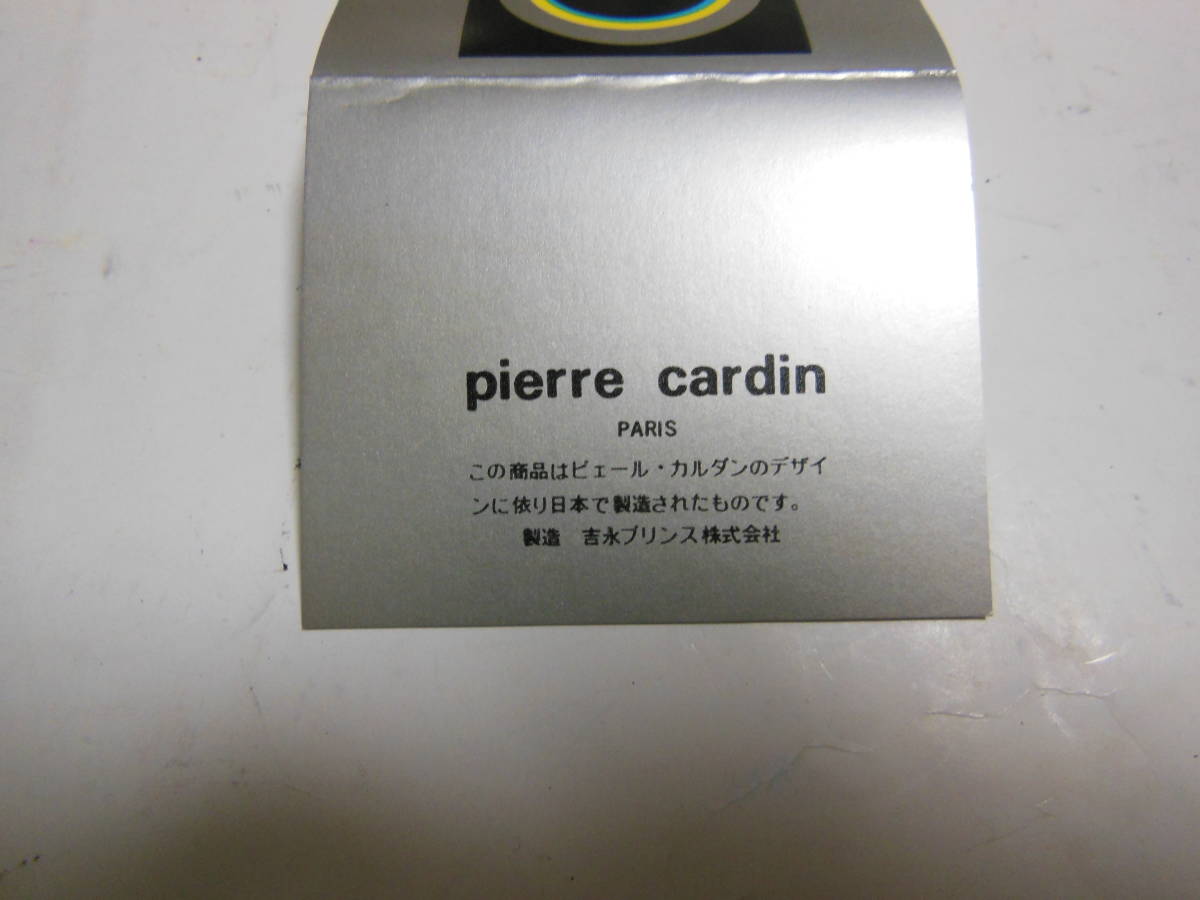 pierre cardin
PARIS
この商品はピェール・カルダンのデザイ
ンに依り日本で製造されたものです。
製造　吉永プリンス株式会社